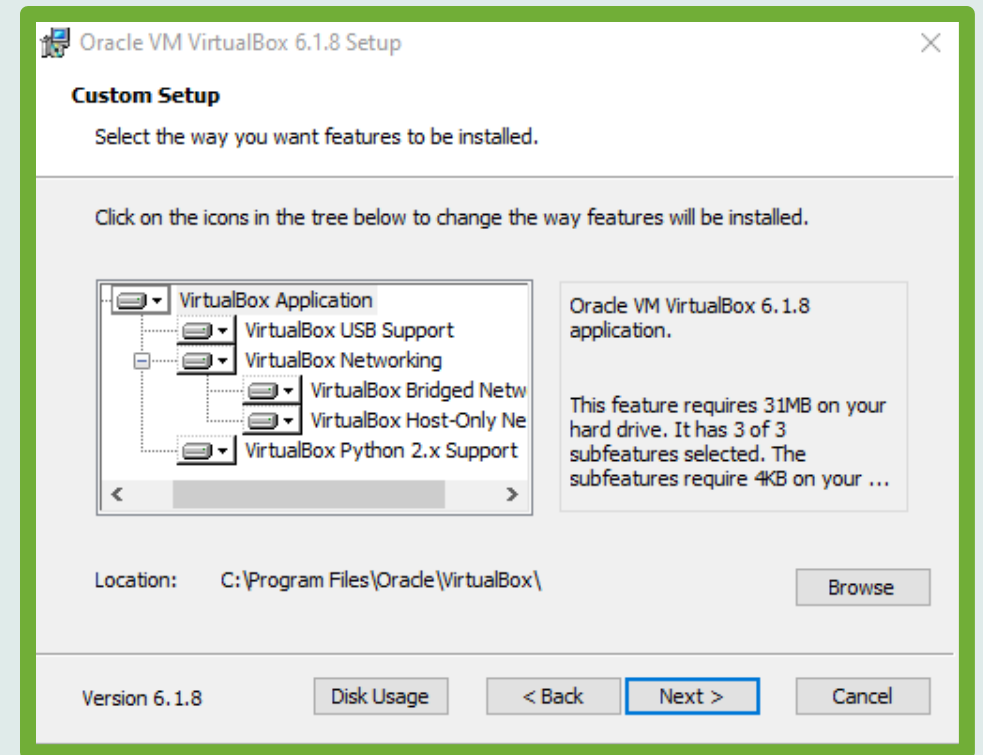 Oracle VM VirtualBox 6.1.8 Setup
Custom Setup
Select the way you want features to be installed.
Click on the icons in the tree below to change the way features will be installed.
VirtualBox Application
VirtualBox USB Support
VirtualBox Networking
VirtualBox Bridged Netw
VirtualBox Host-Only Ne
VirtualBox Python 2.x Support
Oracle VM VirtualBox 6.1.8
application.
This feature requires 31MB on your
hard drive. It has 3 of 3
subfeatures selected. The
subfeatures require 4KB on your ...
Location: C:\Program Files\Oracle\VirtualBox\
Browse
Version 6.1.8
Disk Usage
< Back
Next >
Cancel